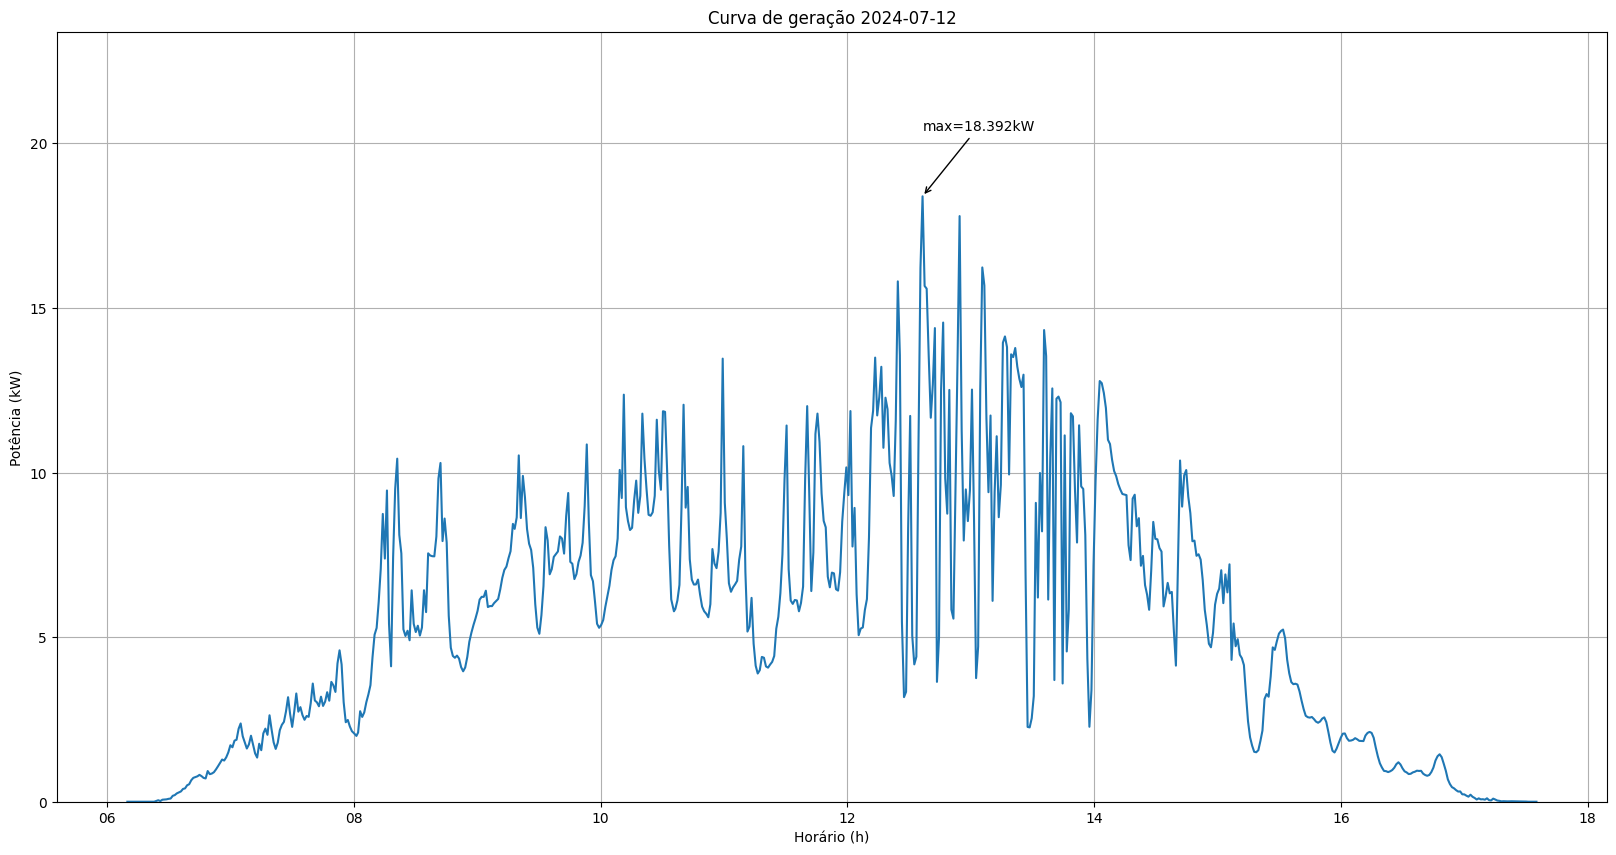 Curva de geração 2024-07-12
max=18.392kW
Potência (kW)
20
15
10
5
0
06 08 10 12 14 16 18
Horário (h)